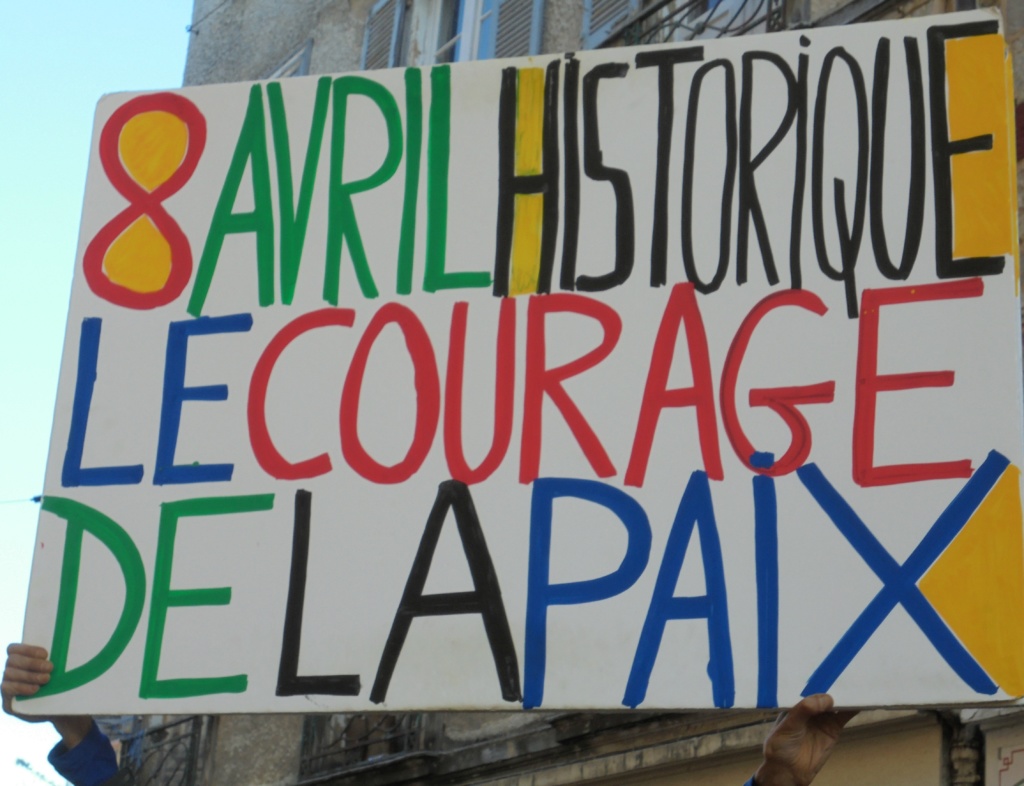 8 AVRIL HISTORIQUE
LE COURAGE
DE LA PAIX